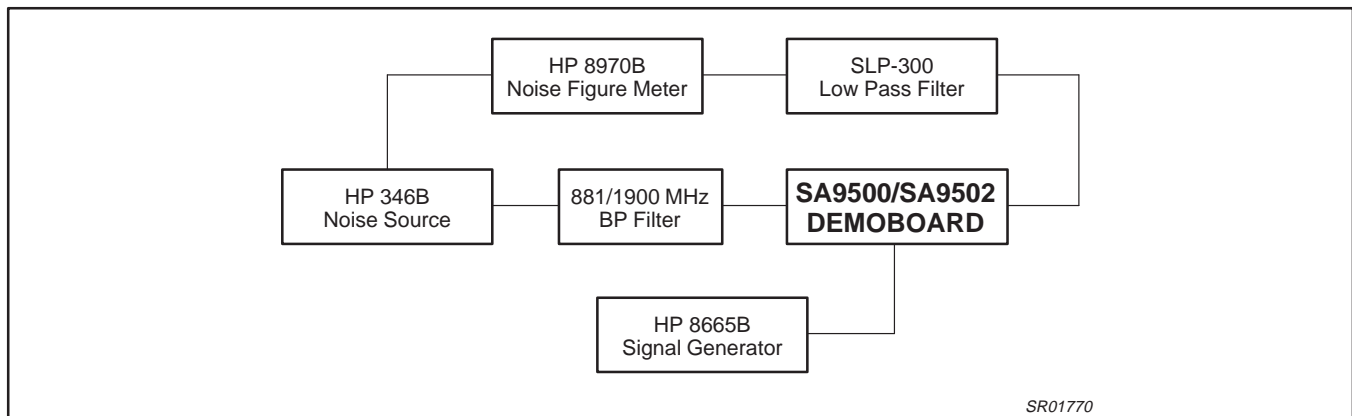 HP 8970B
Noise Figure Meter
SLP-300
Low Pass Filter
HP 346B
Noise Source
881/1900 MHz
BP Filter
SA9500/SA9502
DEMOBOARD
HP 8665B
Signal Generator
SR01770